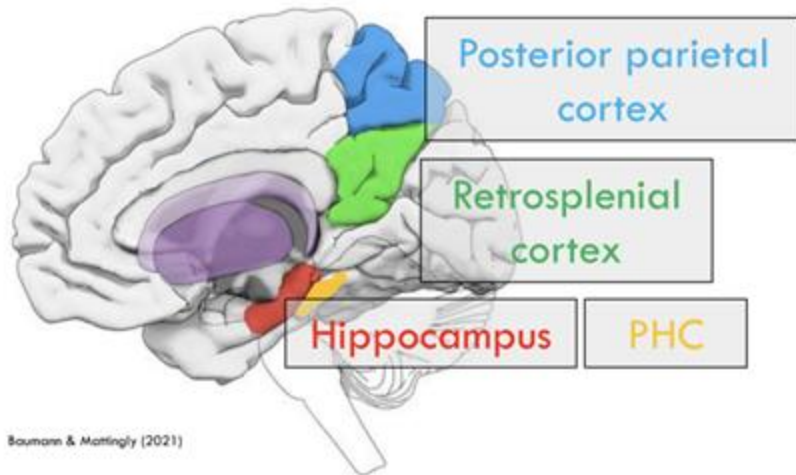 Posterior parietal
cortex
Retrosplenial
cortex
Hippocampus
PHC
Baumann & Mattingly (2021)